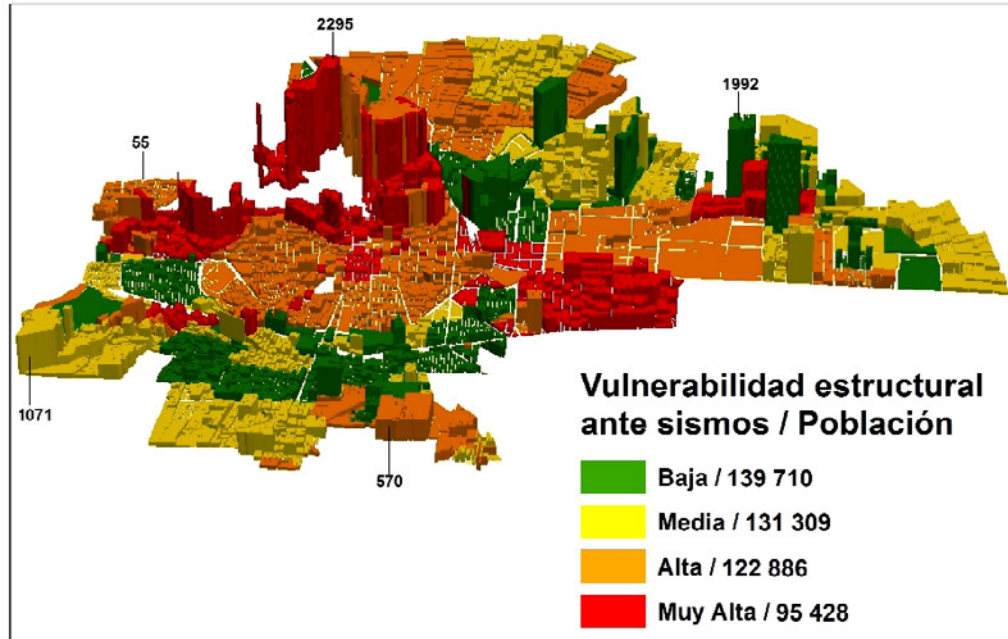 2295
1992
55
1071
570
Vulnerabilidad estructural
ante sismos / Población
Baja / 139 710
Media / 131 309
Alta / 122 886
Muy Alta / 95 428